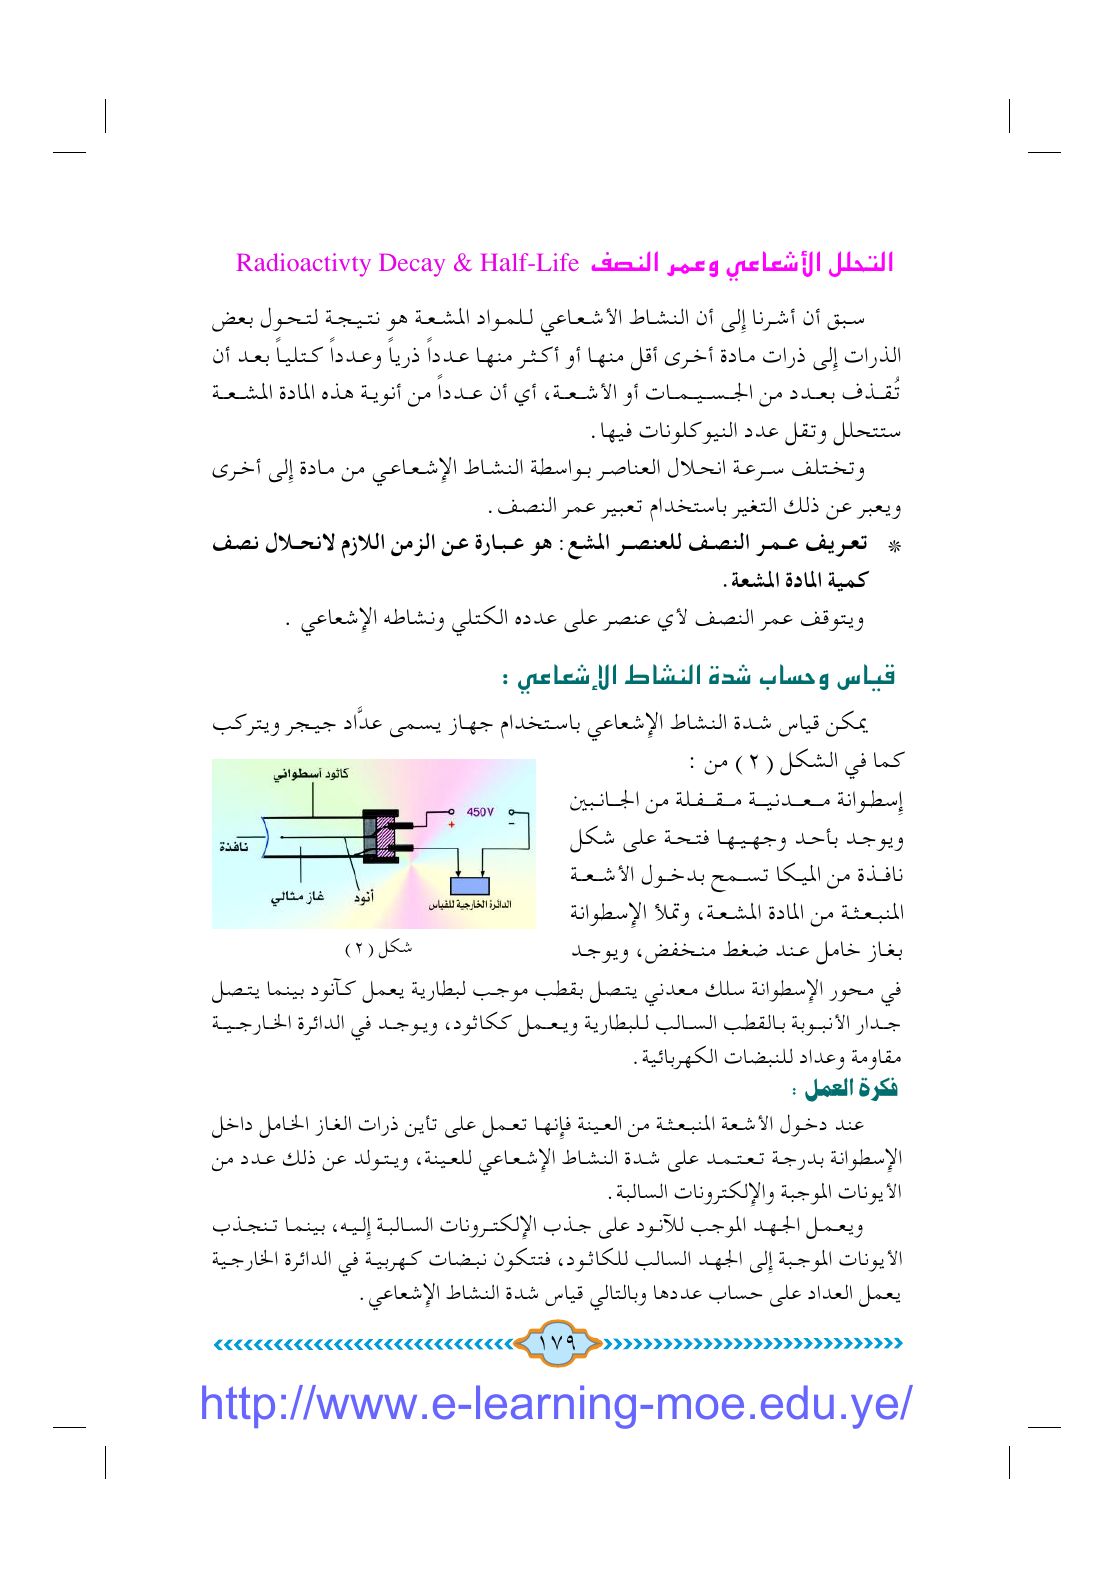 التحلل الأشعاعي وعمر النصف Radioactivty Decay & Half-Life
سبق أن أشرنا إلى أن النشاط الأشعاعي للمواد المشعة هو نتيجة لتحول بعض
الذرات إلى ذرات مادة أخرى أقل منها أو أكثر منها عدداً ذرياً وعدداً كتلياً بعد أن
تُقذف بعدد من الجسيمات أو الأشعة، أي أن عدداً من أنوية هذه المادة المشعة
ستتحلل وتقل عدد النيوكلونات فيها .
وتختلف سرعة انحلال العناصر بواسطة النشاط الإشعاعي من مادة إلى أخرى
ويعبر عن ذلك التغير باستخدام تعبير عمر النصف .
❊ تعريف عمر النصف للعنصر المشع : هو عبارة عن الزمن اللازم لانحلال نصف
كمية المادة المشعة .
ويتوقف عمر النصف لأي عنصر على عدده الكتلي ونشاطه الإشعاعي .
قياس وحساب شدة النشاط الإشعاعي :
يمكن قياس شدة النشاط الإشعاعي باستخدام جهاز يسمى عدَّاد جيجر ويتركب
كما في الشكل ( ٢ ) من :
إسطوانة معدنية مقفلة من الجانبين
ويوجد بأحد وجهيها فتحة على شكل
نافذة من الميكا تسمح بدخول الأشعة
المنبعثة من المادة المشعة، وتملأ الإسطوانة
بغاز خامل عند ضغط منخفض، ويوجد
كاثود أسطواني
450V
+
−
نافذة
غاز مثالي
أنود
الدائرة الخارجية للقياس
شكل ( ٢ )
في محور الإسطوانة سلك معدني يتصل بقطب موجب لبطارية يعمل كآنود بينما يتصل
جدار الأنبوبة بالقطب السالب للبطارية ويعمل ككاثود، ويوجد في الدائرة الخارجية
مقاومة وعداد للنبضات الكهربائية .
فكرة العمل :
عند دخول الأشعة المنبعثة من العينة فإنها تعمل على تأين ذرات الغاز الخامل داخل
الإسطوانة بدرجة تعتمد على شدة النشاط الإشعاعي للعينة، ويتولد عن ذلك عدد من
الأيونات الموجبة والإلكترونات السالبة .
ويعمل الجهد الموجب للآنود على جذب الإلكترونات السالبة إليه، بينما تنجذب
الأيونات الموجبة إلى الجهد السالب للكاثود، فتتكون نبضات كهربية في الدائرة الخارجية
يعمل العداد على حساب عددها وبالتالي قياس شدة النشاط الإشعاعي .
١٧٩
http://www.e-learning-moe.edu.ye/